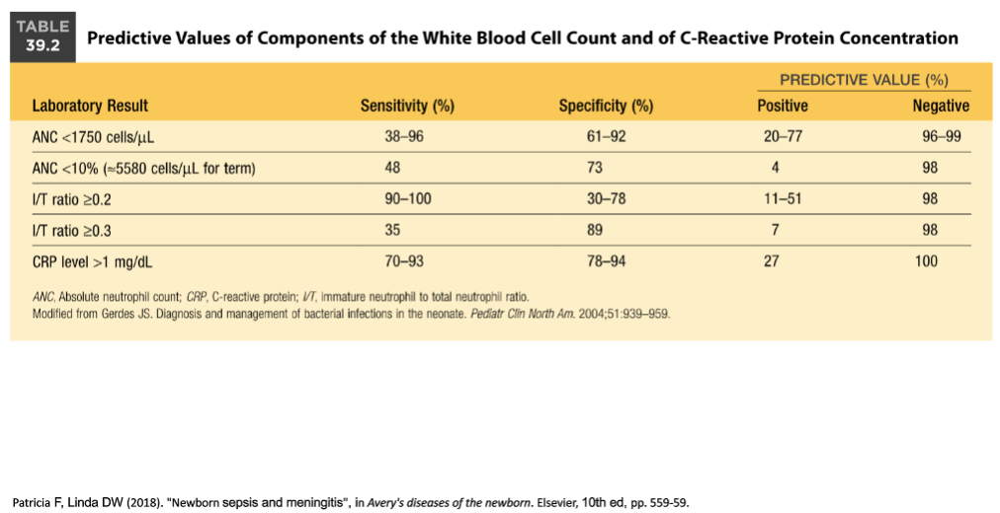 TABLE
39.2
Predictive Values of Components of the White Blood Cell Count and of C-Reactive Protein Concentration
PREDICTIVE VALUE (%)
Laboratory Result Sensitivity (%) Specificity (%) Positive Negative
ANC <1750 cells/μL 38–96 61–92 20–77 96–99
ANC <10% (≈5580 cells/μL for term) 48 73 4 98
I/T ratio ≥0.2 90–100 30–78 11–51 98
I/T ratio ≥0.3 35 89 7 98
CRP level >1 mg/dL 70–93 78–94 27 100
ANC, Absolute neutrophil count; CRP, C-reactive protein; I/T, immature neutrophil to total neutrophil ratio.
Modified from Gerdes JS. Diagnosis and management of bacterial infections in the neonate. Pediatr Clin North Am. 2004;51:939–959.
Patricia F, Linda DW (2018). "Newborn sepsis and meningitis", in Avery's diseases of the newborn. Elsevier, 10th ed, pp. 559-59.